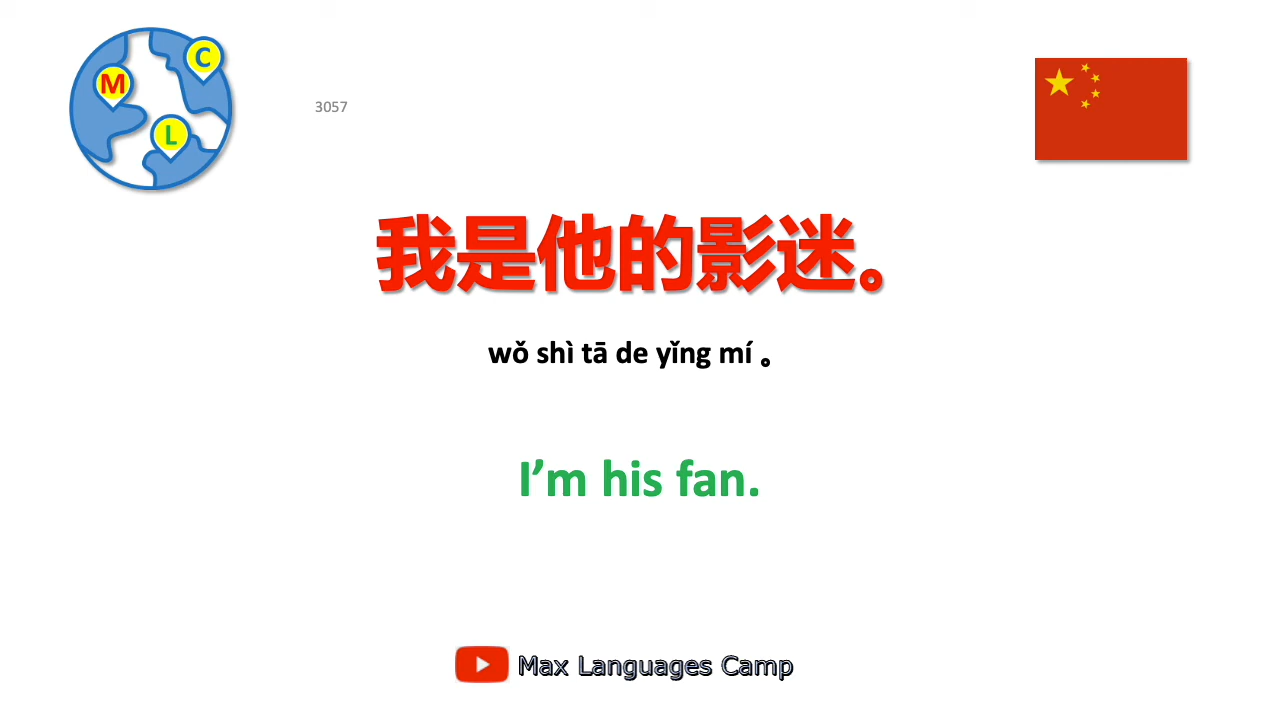 C
M
L
3057
我是他的影迷。
wǒ shì tā de yǐng mí 。
I’m his fan.
Max Languages Camp